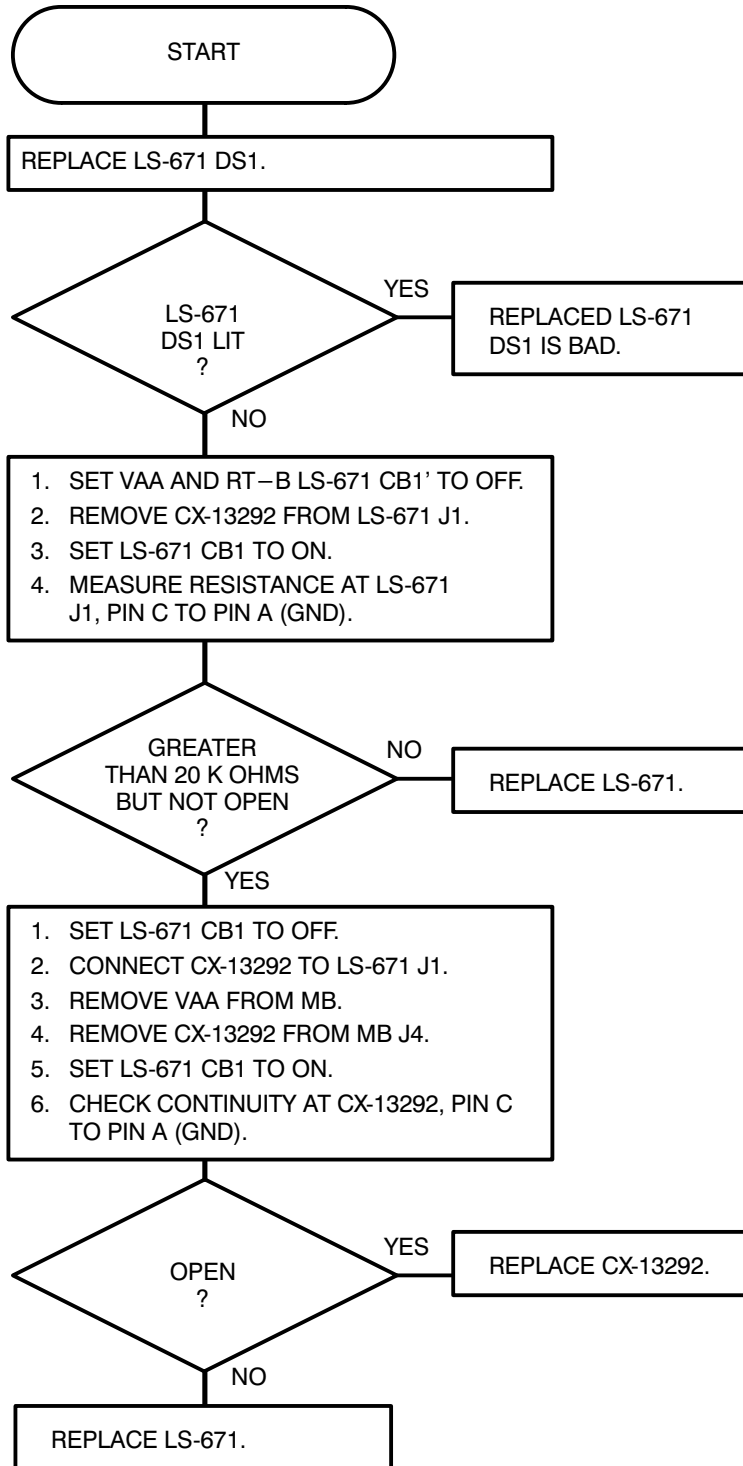 START
REPLACE LS-671 DS1.
LS-671
DS1 LIT
?
YES
REPLACED LS-671
DS1 IS BAD.
NO
1. SET VAA AND RT−B LS-671 CB1’ TO OFF.
2. REMOVE CX-13292 FROM LS-671 J1.
3. SET LS-671 CB1 TO ON.
4. MEASURE RESISTANCE AT LS-671
J1, PIN C TO PIN A (GND).
GREATER
THAN 20 K OHMS
BUT NOT OPEN
?
NO
REPLACE LS-671.
YES
1. SET LS-671 CB1 TO OFF.
2. CONNECT CX-13292 TO LS-671 J1.
3. REMOVE VAA FROM MB.
4. REMOVE CX-13292 FROM MB J4.
5. SET LS-671 CB1 TO ON.
6. CHECK CONTINUITY AT CX-13292, PIN C
TO PIN A (GND).
OPEN
?
YES
REPLACE CX-13292.
NO
REPLACE LS-671.